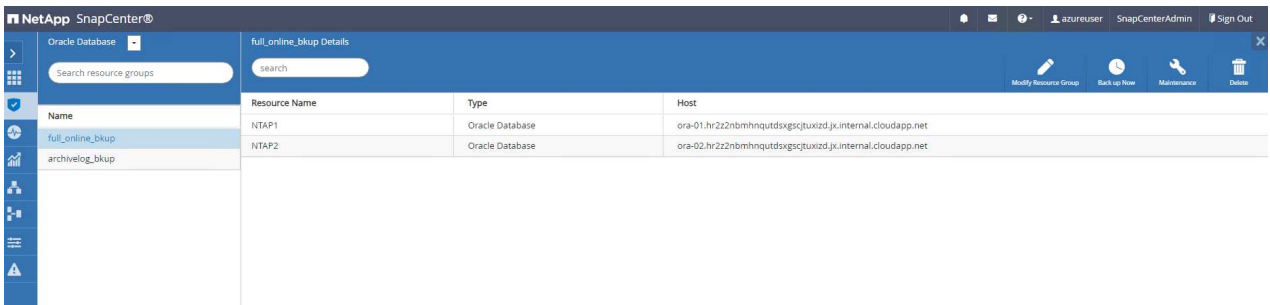 NetApp SnapCenter®
azureuser SnapCenterAdmin Sign Out
Oracle Database
Search resource groups
Name
full_online_bkup
archivelog_bkup
full_online_bkup Details
search
Modify Resource Group Back up Now Maintenance Delete
Resource Name Type Host
NTAP1 Oracle Database ora-01.hr2z2nbmhnqutdsxgscjtuxizd.jx.internal.cloudapp.net
NTAP2 Oracle Database ora-02.hr2z2nbmhnqutdsxgscjtuxizd.jx.internal.cloudapp.net